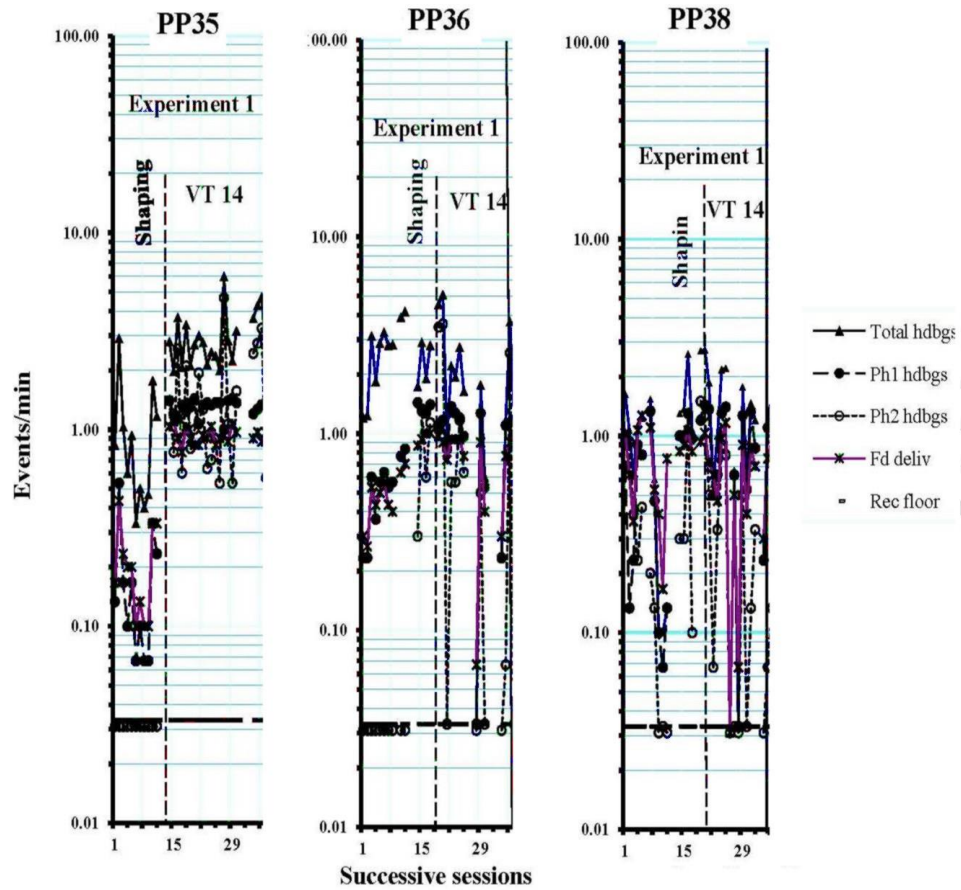 PP35
PP36
PP38
100.00
10.00
1.00
0.10
0.01
00.00
10.00
1.00
0.10
0.01
100.00
10.00
1.00
0.10
0.01
Experiment 1
Experiment 1
Experiment 1
Shaping
VT 14
Shaping
VT 14
Shapin
VT 14
Events/min
1 15 29
1 15 29
1 15 29
Successive sessions
Total hdbgs
Ph1 hdbgs
Ph2 hdbgs
Fd deliv
Rec floor